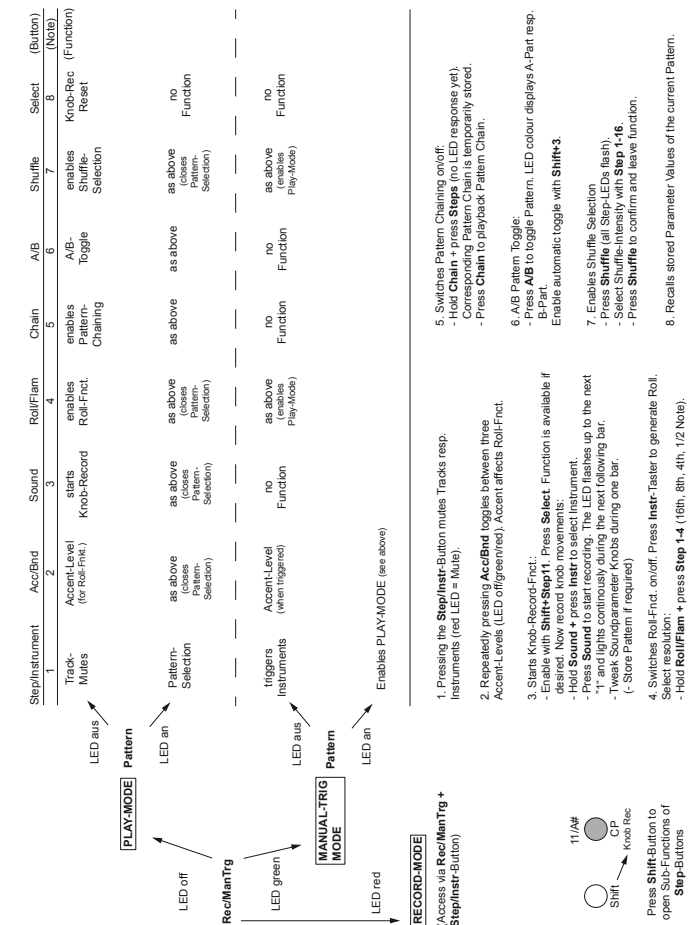 Step/Instrument Acc/Bnd Sound Roll/Flam Chain A/B Shuffle Select (Button)
1 2 3 4 5 6 7 8 (Note)
Track-Mutes Accent-Level (for Roll-Fnkt.) starts Knob-Record enables Roll-Fnct. enables Pattern-Chaining A/B-Toggle enables Shuffle-Selection Knob-Rec Reset (Function)
LED aus
PLAY-MODE Pattern
LED an
Pattern-Selection as above (closes Pattern-Selection) as above (closes Pattern-Selection) as above (closes Pattern-Selection) as above as above as above (closes Pattern-Selection) no Function
LED off
Rec/ManTrg
LED green
LED aus
triggers Instruments Accent-Level (when triggered) no Function as above (enables Play-Mode) no Function no Function as above (enables Play-Mode) no Function
MANUAL-TRIG MODE Pattern
LED an
Enables PLAY-MODE (see above)
LED red
RECORD-MODE
(Access via Rec/ManTrg +
Step/Instr-Button)
11/A#
Shift CP
Knob Rec
Press Shift-Button to
open Sub-Functions of
Step-Buttons
1. Pressing the Step/Instr-Button mutes Tracks resp.
Instruments (red LED = Mute).
2. Repeatedly pressing Acc/Bnd toggles between three
Accent-Levels (LED off/green/red). Accent affects Roll-Fnct.
3. Starts Knob-Record-Fnct.:
- Enable with Shift+Step11. Press Select. Function is available if
desired. Now record knob movements:
- Hold Sound + press Instr to select Instrument.
- Press Sound to start recording. The LED flashes up to the next
"1" and lights continously during the next following bar.
- Tweak Soundparameter Knobs during one bar.
(- Store Pattern if required)
4. Switches Roll-Fnct. on/off. Press Instr-Taster to generate Roll.
Select resolution:
- Hold Roll/Flam + press Step 1-4 (16th, 8th, 4th, 1/2 Note).
5. Switches Pattern Chaining on/off:
- Hold Chain + press Steps (no LED response yet).
Corresponding Pattern Chain is temporarily stored.
- Press Chain to playback Pattern Chain.
6. A/B Pattern Toggle:
- Press A/B to toggle Pattern. LED colour displays A-Part resp.
B-Part.
Enable automatic toggle with Shift+3.
7. Enables Shuffle Selection
- Press Shuffle (all Step-LEDs flash).
- Select Shuffle-Intensity with Step 1-16.
- Press Shuffle to confirm and leave function.
8. Recalls stored Parameter Values of the current Pattern.